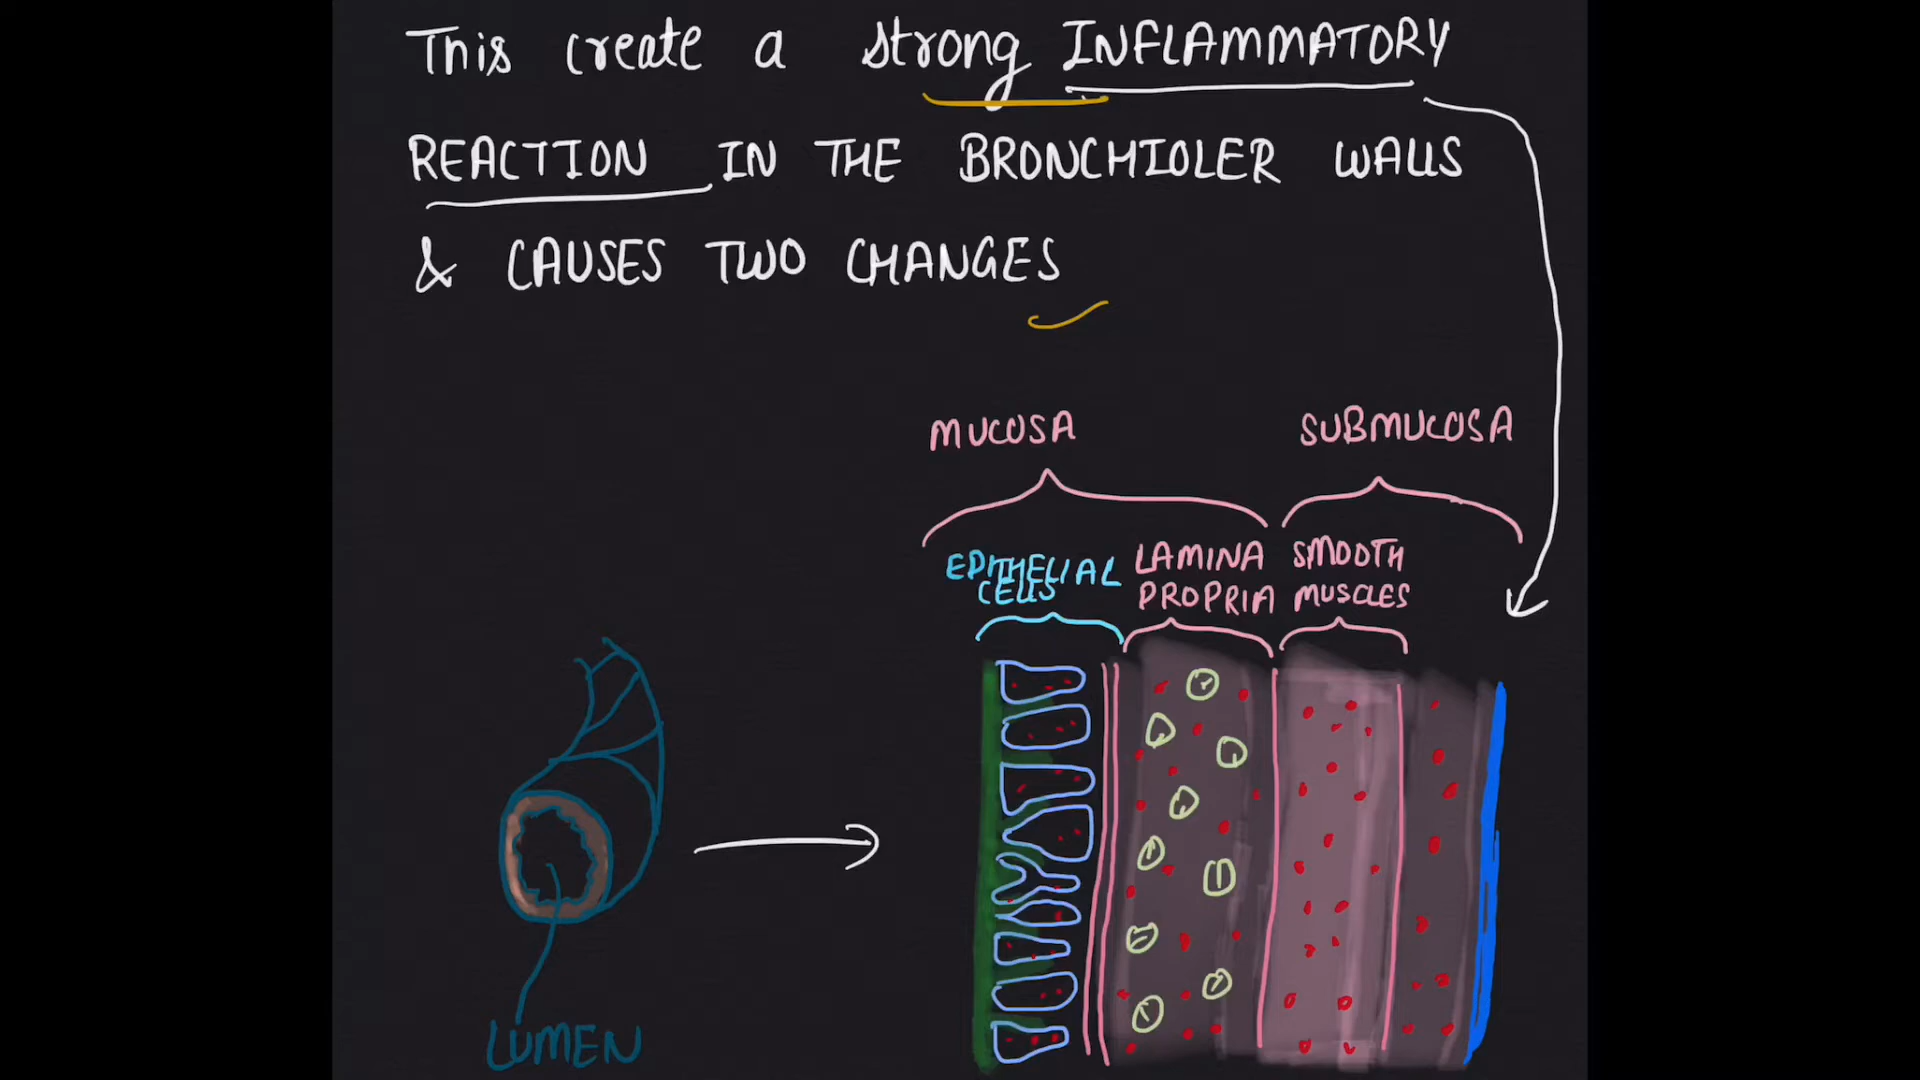 This create a strong INFLAMMATORY
REACTION IN THE BRONCHIOLER WALLS
& CAUSES TWO CHANGES
MUCOSA
SUBMUCOSA
EPITHELIAL
CELLS
LAMINA
PROPRIA
SMOOTH
MUSCLES
LUMEN